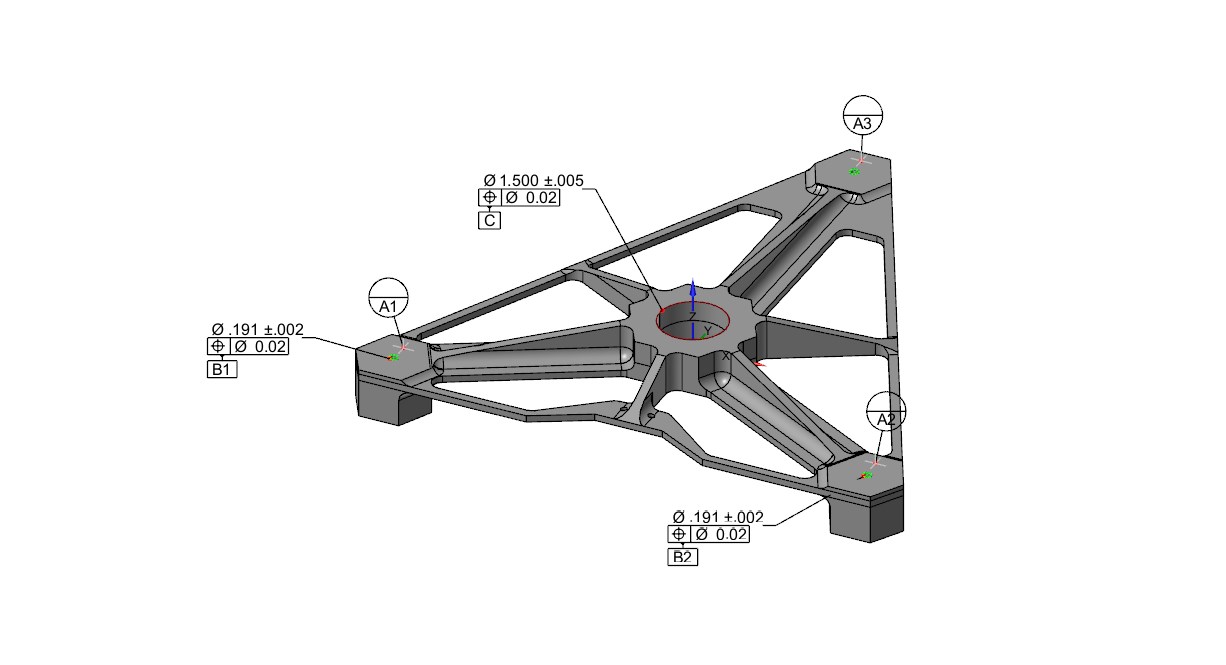 A3
Ø 1.500 ±.005
⌖ Ø 0.02
C
A1
Ø .191 ±.002
⌖ Ø 0.02
B1
Z
Y
X
A2
Ø .191 ±.002
⌖ Ø 0.02
B2